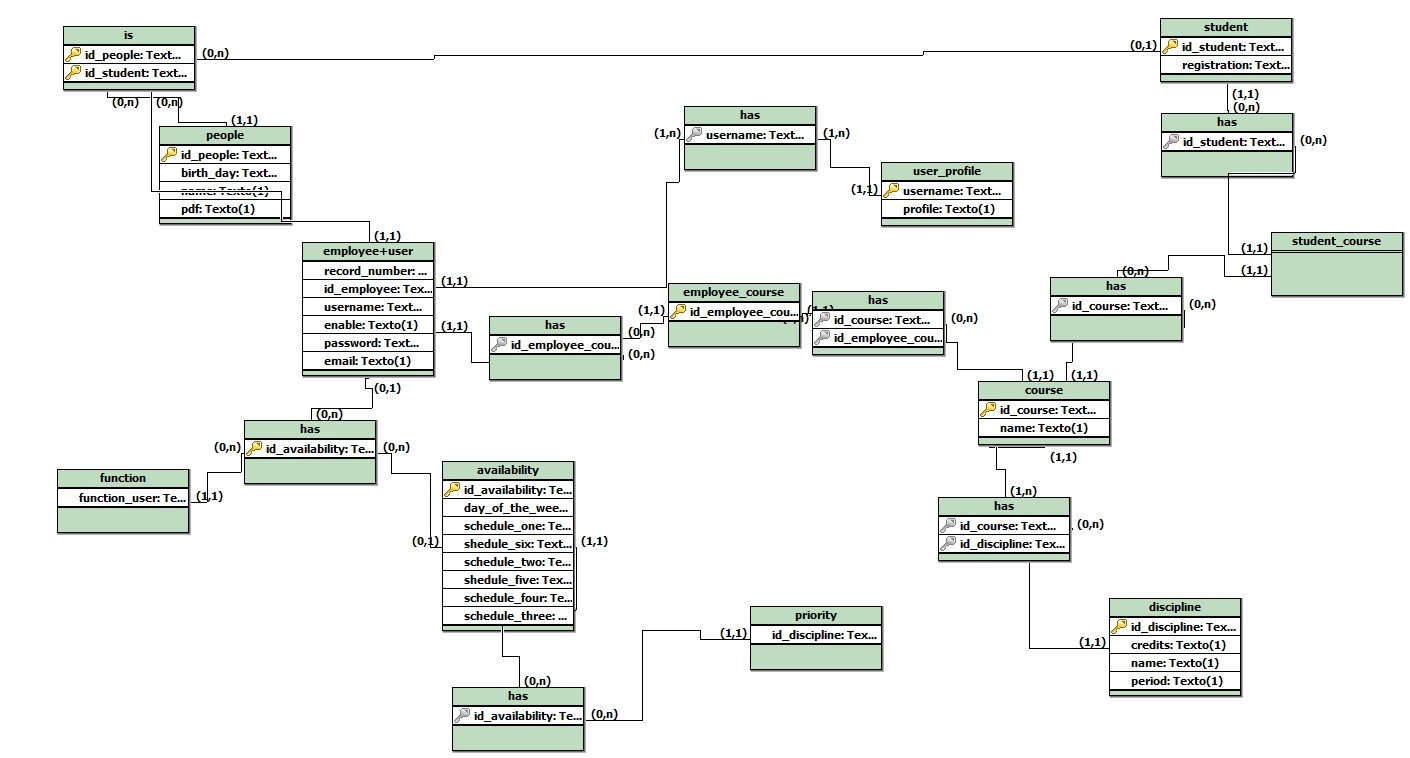 is
id_people: Text...
id_student: Text...
(0,n)
(0,1)
student
id_student: Text...
registration: Text...
(0,n)
(0,n)
(1,1)
people
id_people: Text...
birth_day: Text...
name: Texto(1)
pdf: Texto(1)
(1,1)
(0,n)
has
id_student: Text...
(0,n)
has
username: Text...
(1,n)
(1,n)
user_profile
username: Text...
profile: Texto(1)
(1,1)
(1,1)
employee+user
record_number: ...
id_employee: Tex...
username: Text...
enable: Texto(1)
password: Text...
email: Texto(1)
(1,1)
(1,1)
(0,1)
student_course
(1,1)
(1,1)
(0,n)
has
id_course: Text...
(0,n)
employee_course
id_employee_cou...
(1,1)
(1,1)
has
id_course: Text...
id_employee_cou...
(0,n)
has
id_employee_cou...
(0,n)
(0,n)
(1,1)
(1,1)
course
id_course: Text...
name: Texto(1)
(1,1)
(0,n)
has
id_availability: Te...
(0,n)
(0,n)
function
function_user: Te...
(1,1)
availability
id_availability: Te...
day_of_the_wee...
schedule_one: Te...
shedule_six: Text...
schedule_two: Te...
shedule_five: Tex...
schedule_four: Te...
schedule_three: ...
(0,1)
(1,1)
(1,n)
has
id_course: Text...
id_discipline: Tex...
(0,n)
priority
id_discipline: Tex...
(1,1)
discipline
id_discipline: Tex...
credits: Texto(1)
name: Texto(1)
period: Texto(1)
(1,1)
(0,n)
has
id_availability: Te...
(0,n)